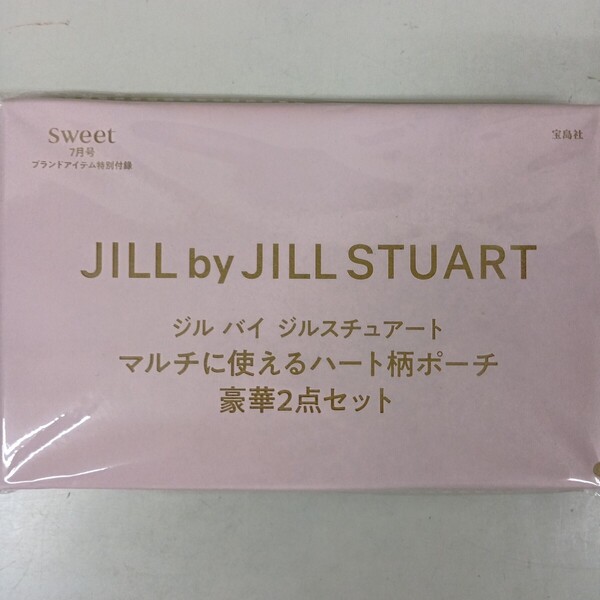 sweet
7月号
ブランドアイテム特別付録
宝島社
JILL by JILL STUART
ジル バイ ジルスチュアート
マルチに使えるハート柄ポーチ
豪華2点セット